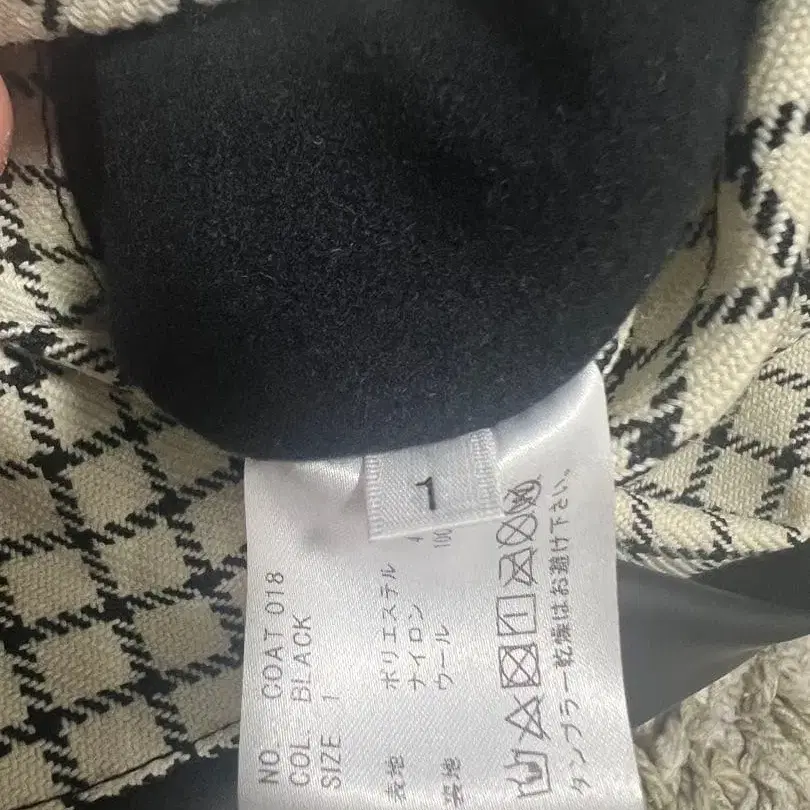 1
NO. COAT 018
COL. BLACK
SIZE 1
表地 ポリエステル
ナイロン
裏地 ウール 100
タンブラー乾燥はお避け下さい。